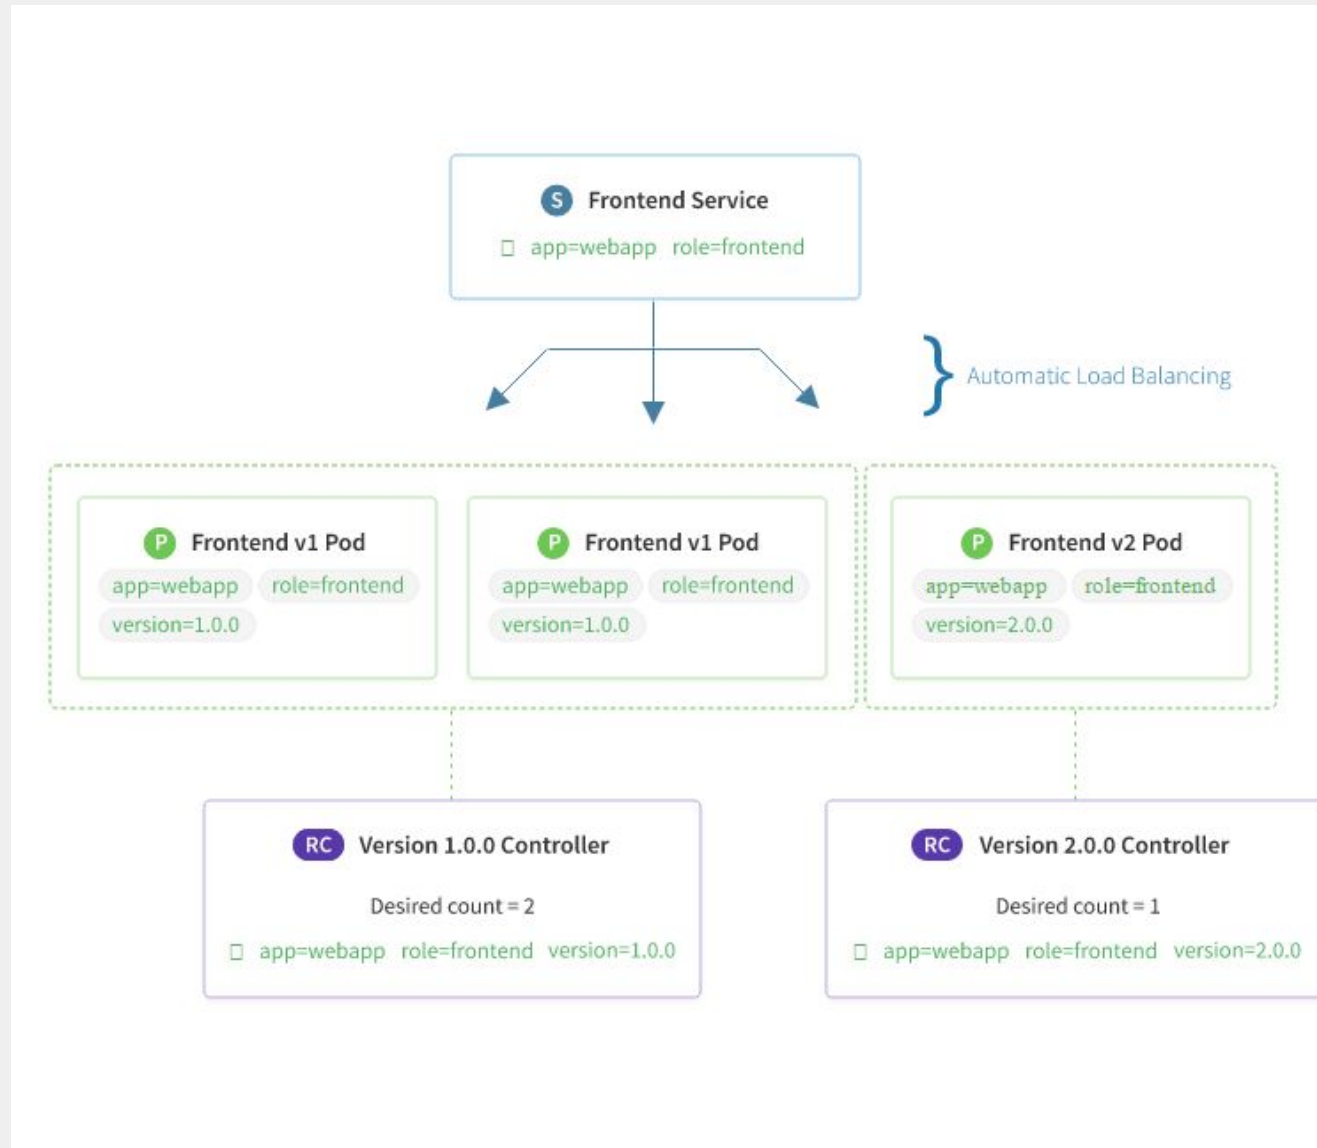 S Frontend Service
app=webapp role=frontend
Automatic Load Balancing
P Frontend v1 Pod
app=webapp role=frontend
version=1.0.0
P Frontend v1 Pod
app=webapp role=frontend
version=1.0.0
P Frontend v2 Pod
app=webapp role=frontend
version=2.0.0
RC Version 1.0.0 Controller
Desired count = 2
app=webapp role=frontend version=1.0.0
RC Version 2.0.0 Controller
Desired count = 1
app=webapp role=frontend version=2.0.0